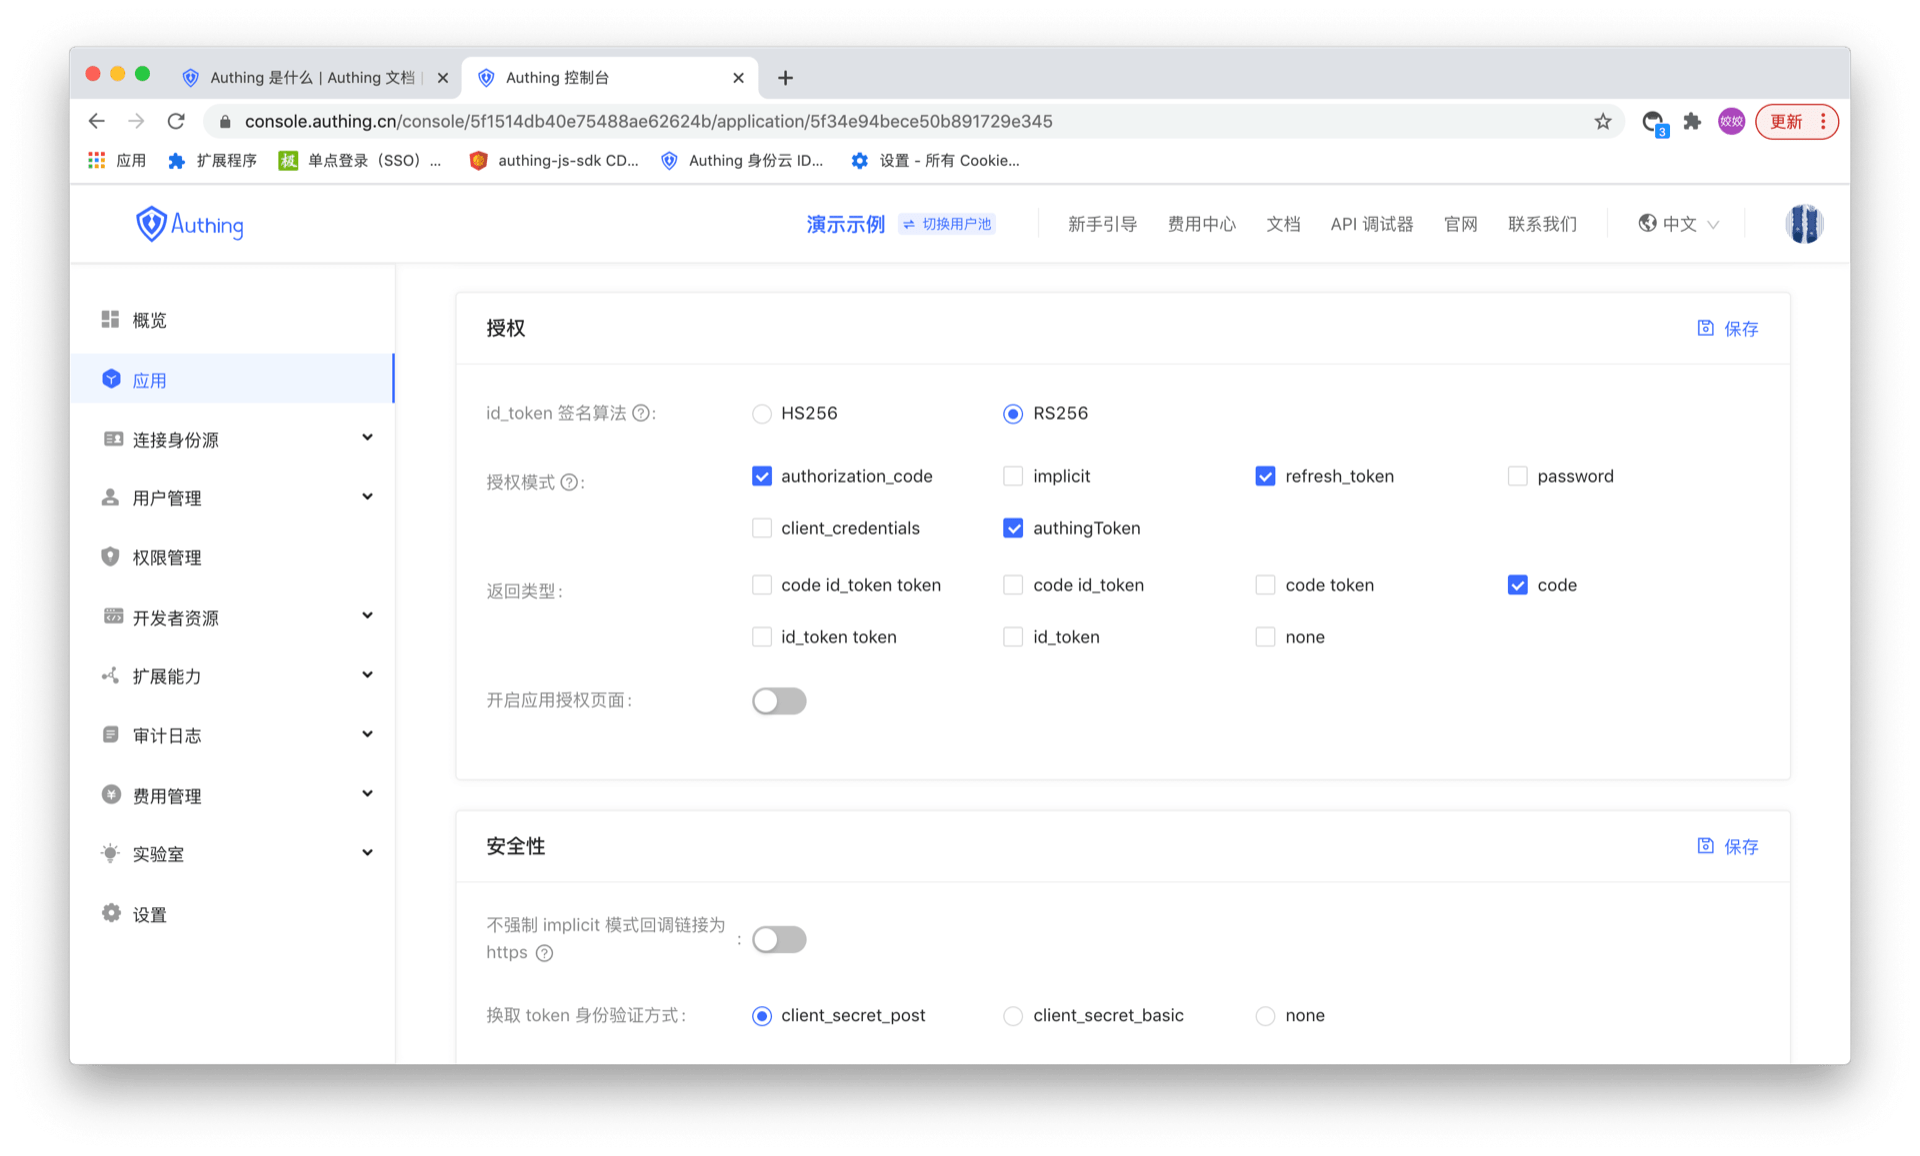 Authing 是什么 | Authing 文档
Authing 控制台
console.authing.cn/console/5f1514db40e75488ae62624b/application/5f34e94bece50b891729e345
3
姣姣
更新
应用
扩展程序
极
单点登录（SSO）...
authing-js-sdk CD...
Authing 身份云 ID...
设置 - 所有 Cookie...
Authing
演示示例
切换用户池
新手引导
费用中心
文档
API 调试器
官网
联系我们
中文
概览
应用
连接身份源
用户管理
权限管理
开发者资源
扩展能力
审计日志
¥
费用管理
实验室
设置
授权
保存
id_token 签名算法 ? :
HS256
RS256
授权模式 ? :
authorization_code
implicit
refresh_token
password
client_credentials
authingToken
返回类型:
code id_token token
code id_token
code token
code
id_token token
id_token
none
开启应用授权页面:
安全性
保存
不强制 implicit 模式回调链接为
https ? :
换取 token 身份验证方式:
client_secret_post
client_secret_basic
none